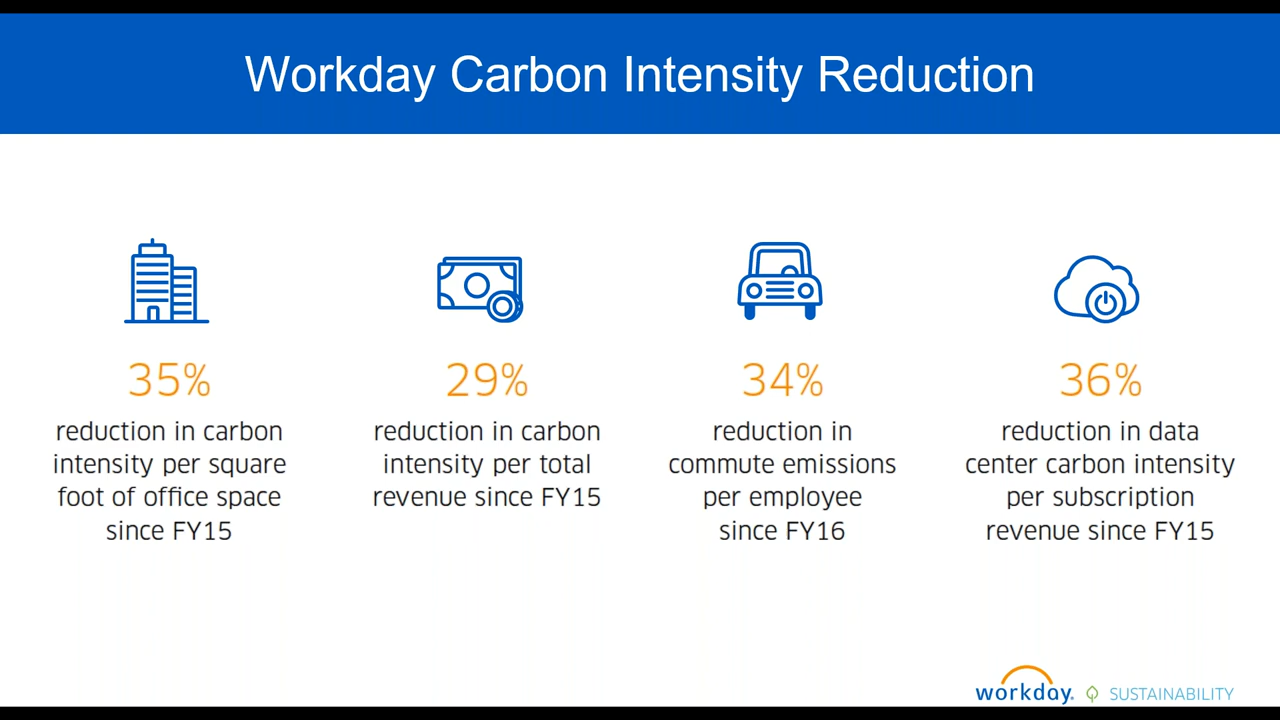 Workday Carbon Intensity Reduction
35%
reduction in carbon
intensity per square
foot of office space
since FY15
29%
reduction in carbon
intensity per total
revenue since FY15
34%
reduction in
commute emissions
per employee
since FY16
36%
reduction in data
center carbon intensity
per subscription
revenue since FY15
workday. SUSTAINABILITY